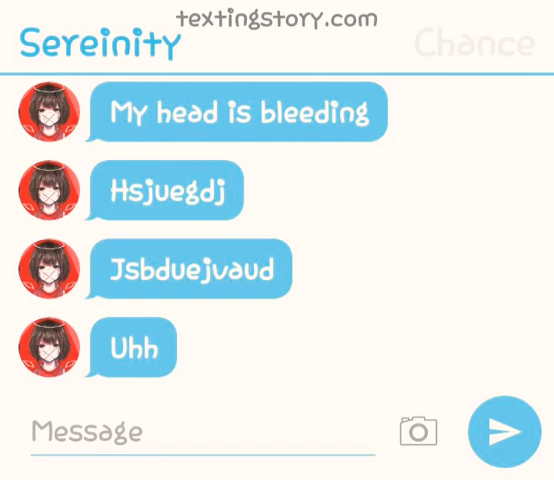 textingstory.com
Sereinity
Chance
My head is bleeding
Hsjuegdj
Jsbduejvaud
Uhh
Message